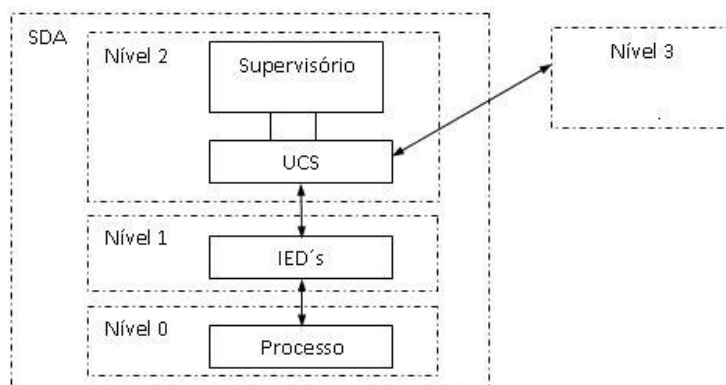 SDA
Nível 2
Supervisório
UCS
Nível 3
Nível 1
IED´s
Nível 0
Processo